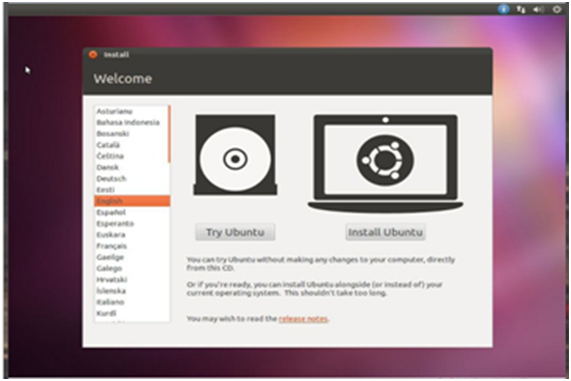 Install
Welcome
Asturianu
Bahasa Indonesia
Bosanski
Català
Čeština
Dansk
Deutsch
Eesti
English
Español
Esperanto
Euskara
Français
Gaeilge
Galego
Hrvatski
Íslenska
Italiano
Kurdî
Try Ubuntu
Install Ubuntu
You can try Ubuntu without making any changes to your computer, directly
from this CD.
Or if you're ready, you can install Ubuntu alongside (or instead of) your
current operating system. This shouldn't take too long.
You may wish to read the release notes.